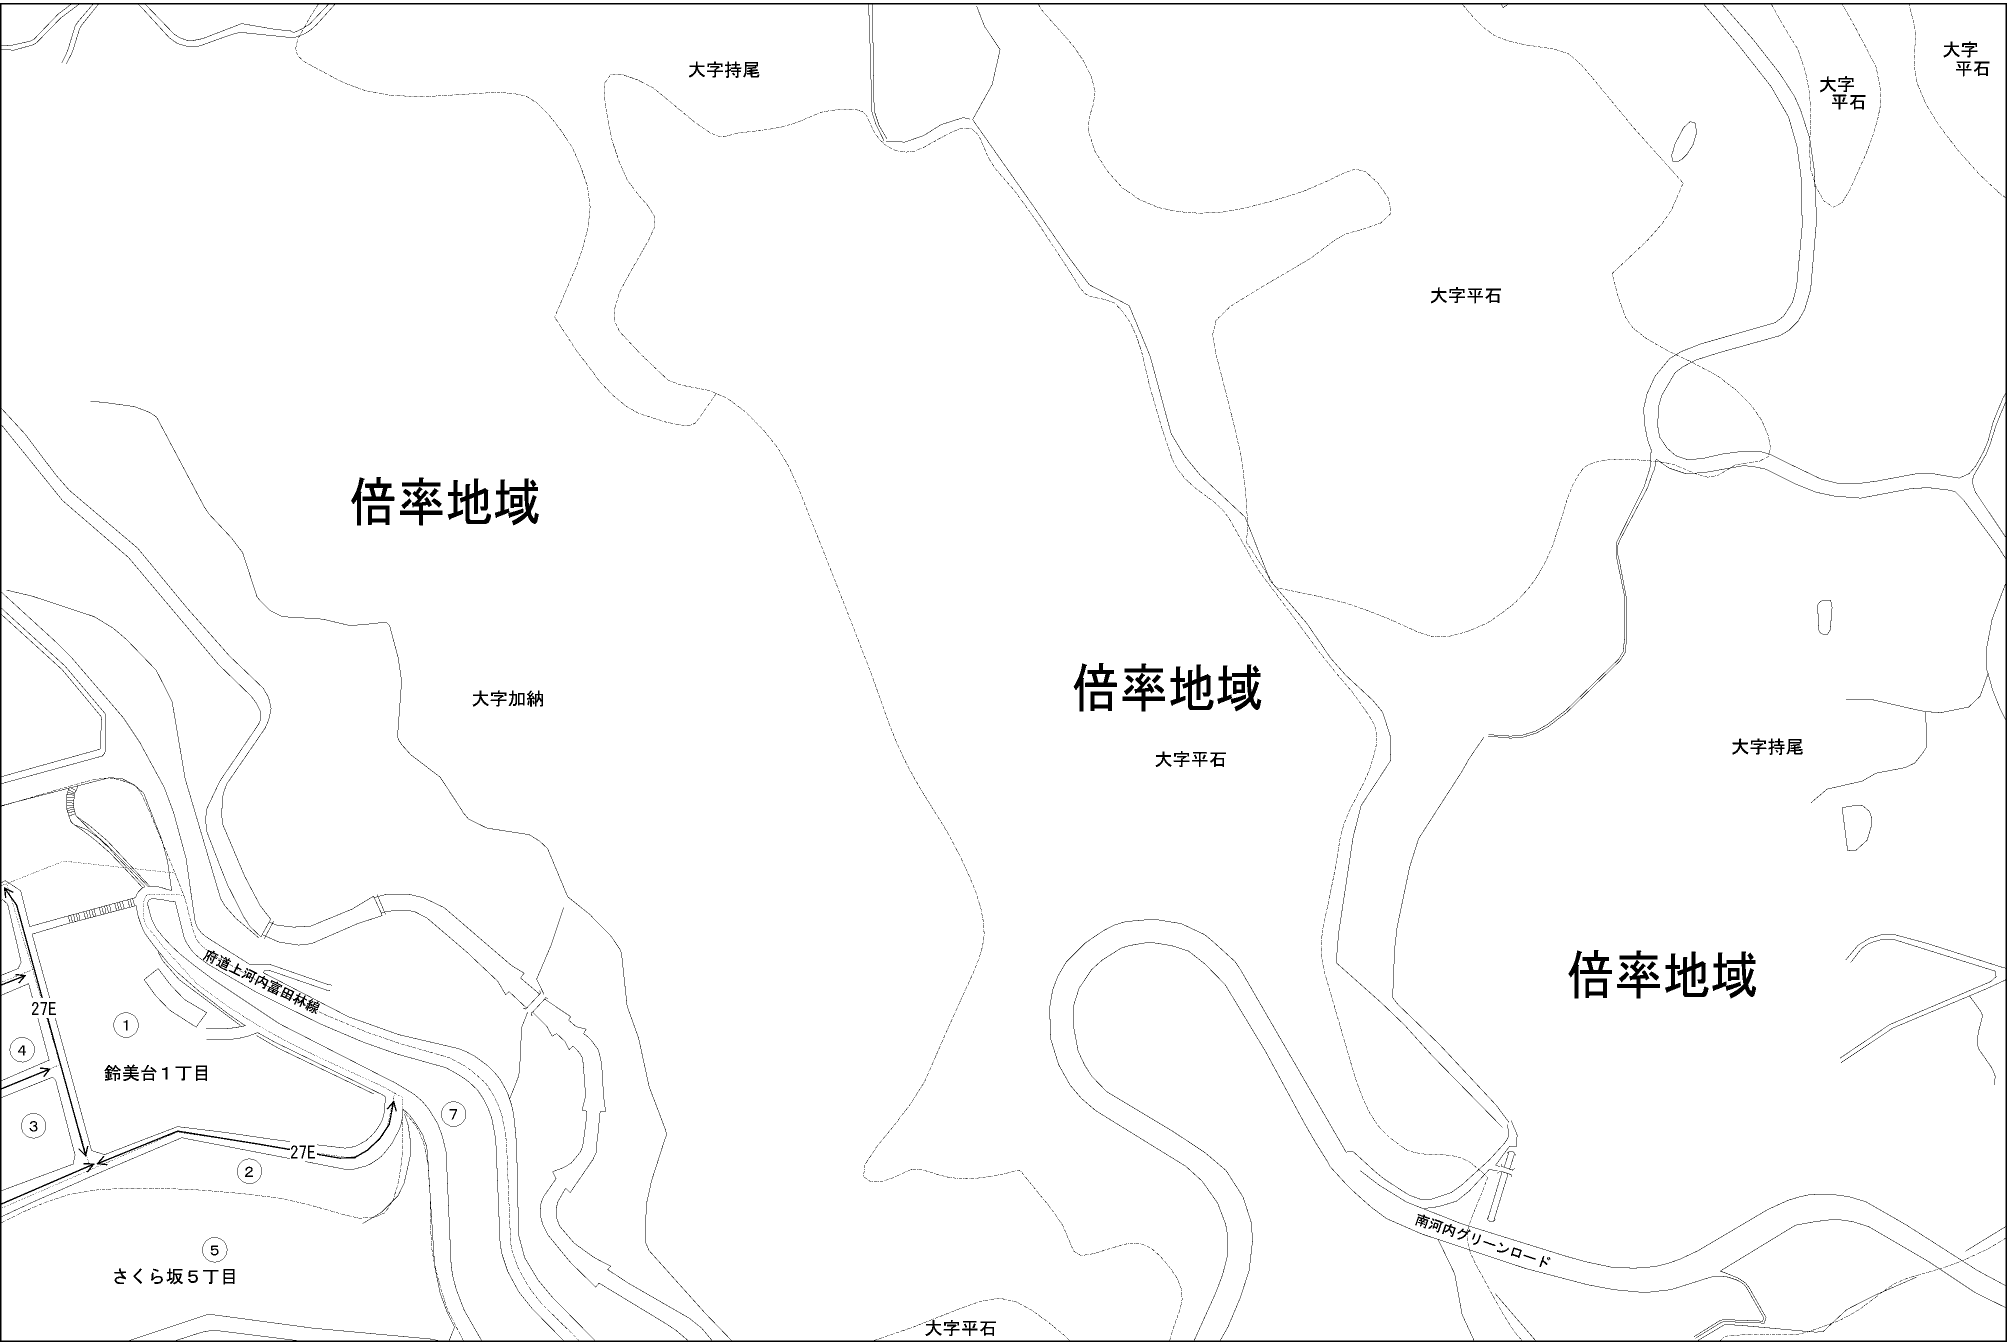 大字持尾
大字
平石
大字
平石
大字平石
倍率地域
倍率地域
大字加納
大字平石
大字持尾
倍率地域
府道上河内富田林線
27E
①
④
鈴美台１丁目
③
⑦
27E
②
⑤
さくら坂５丁目
南河内グリーンロード
大字平石